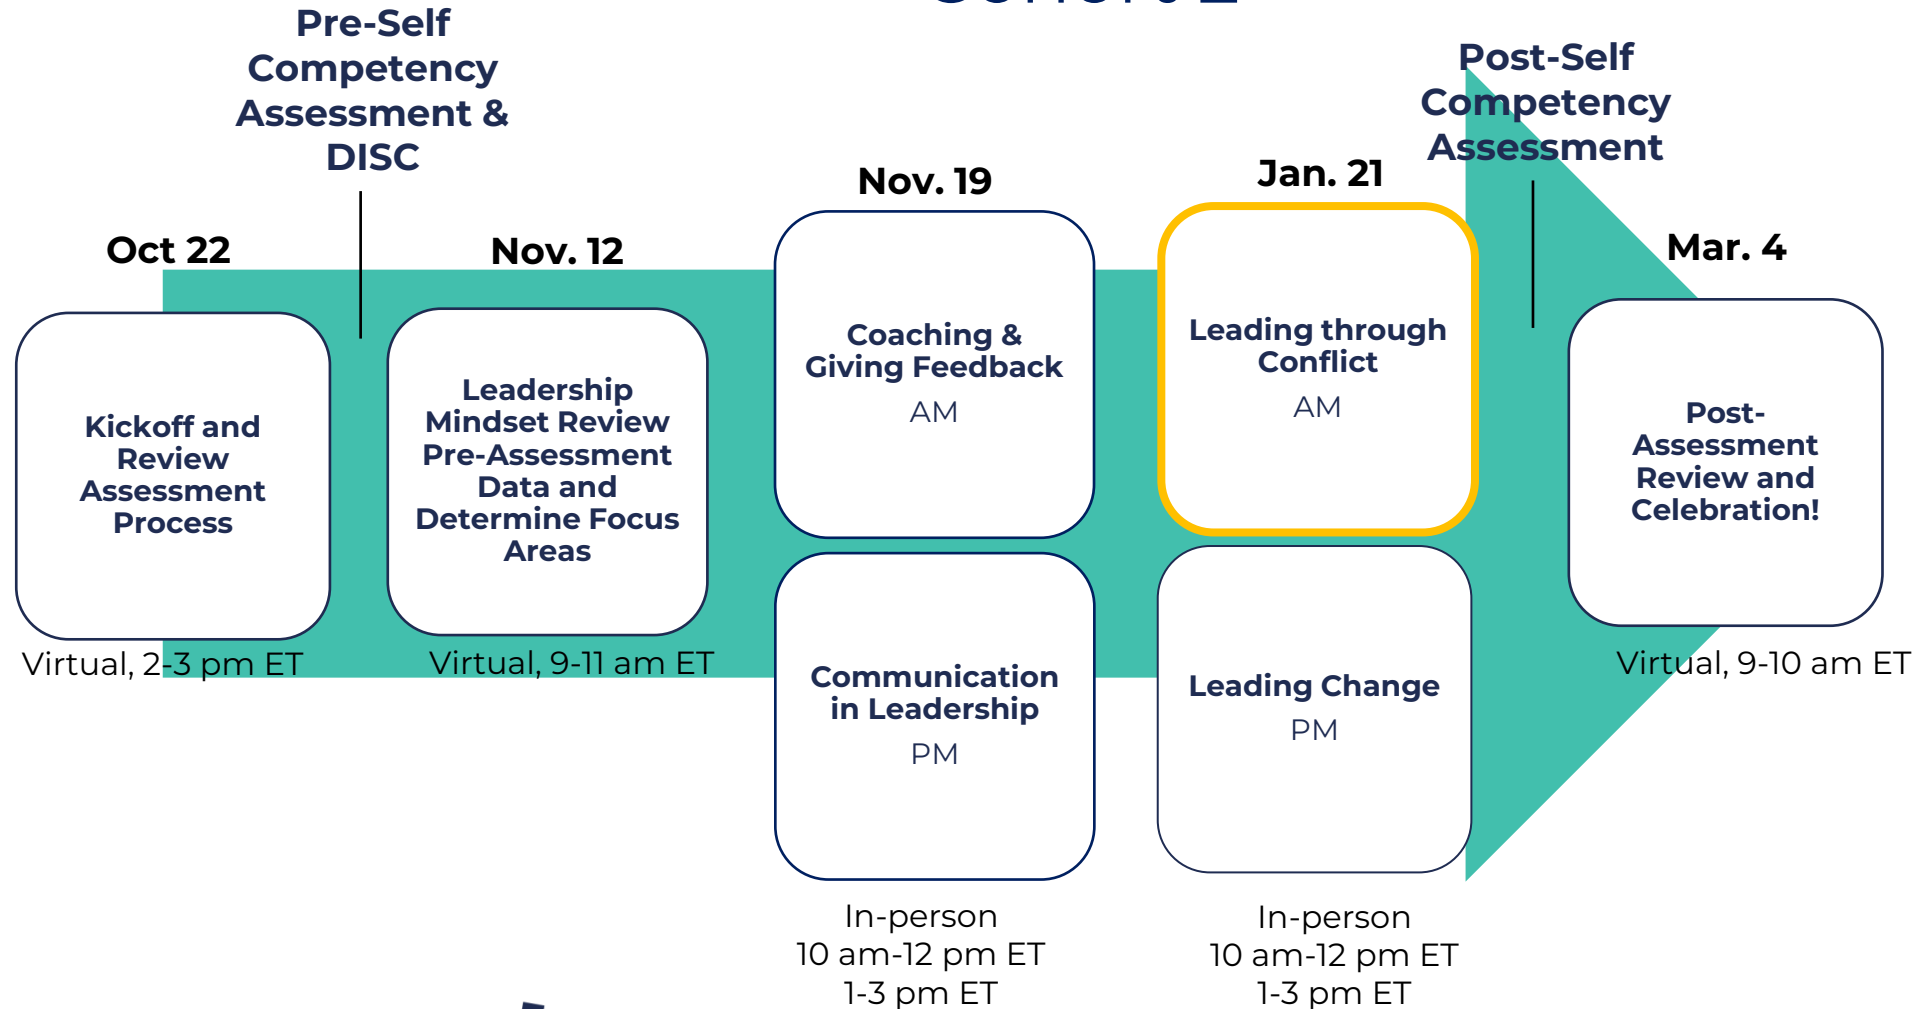 Cohort 2
Pre-Self
Competency
Assessment &
DISC
Post-Self
Competency
Assessment
Oct 22
Nov. 12
Nov. 19
Jan. 21
Mar. 4
Kickoff and
Review
Assessment
Process
Virtual, 2-3 pm ET
Leadership
Mindset Review
Pre-Assessment
Data and
Determine Focus
Areas
Virtual, 9-11 am ET
Coaching &
Giving Feedback
AM
Communication
in Leadership
PM
In-person
10 am-12 pm ET
1-3 pm ET
Leading through
Conflict
AM
Leading Change
PM
In-person
10 am-12 pm ET
1-3 pm ET
Post-
Assessment
Review and
Celebration!
Virtual, 9-10 am ET